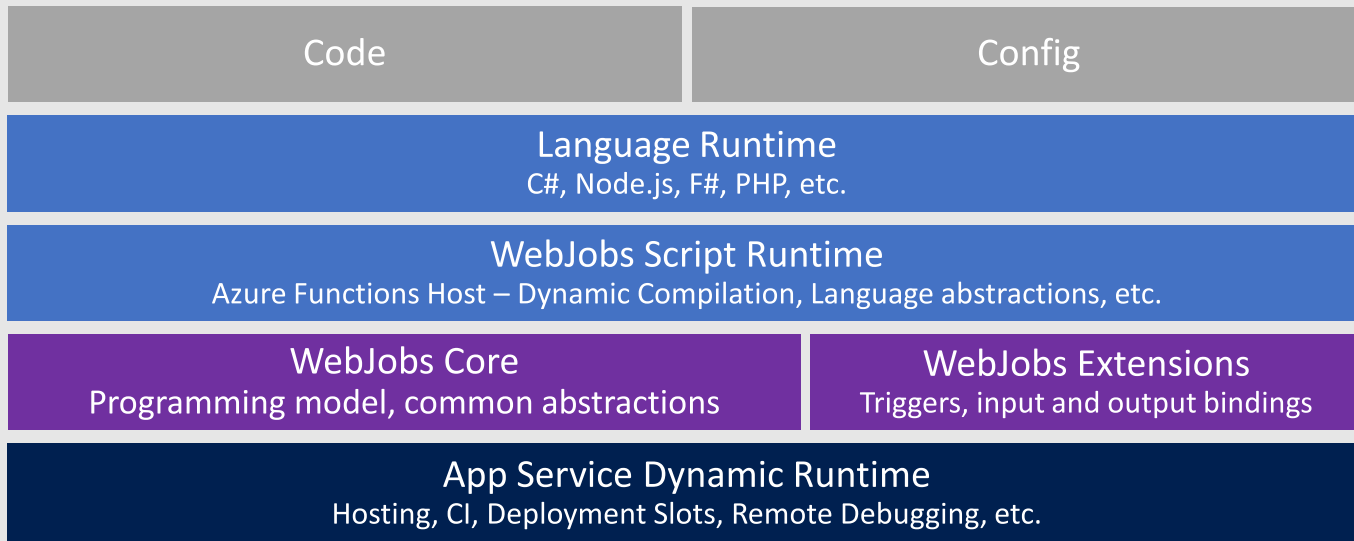 Code
Config
Language Runtime
C#, Node.js, F#, PHP, etc.
WebJobs Script Runtime
Azure Functions Host – Dynamic Compilation, Language abstractions, etc.
WebJobs Core
Programming model, common abstractions
WebJobs Extensions
Triggers, input and output bindings
App Service Dynamic Runtime
Hosting, CI, Deployment Slots, Remote Debugging, etc.